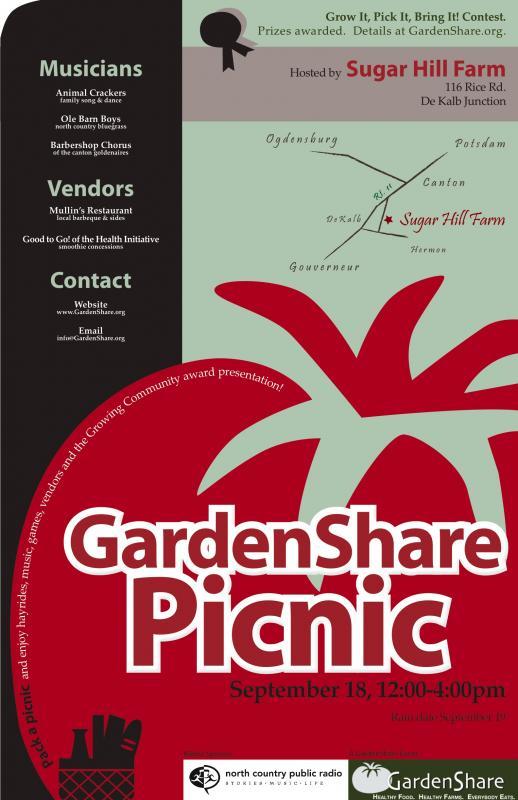 Grow It, Pick It, Bring It! Contest.
Prizes awarded. Details at GardenShare.org.
Hosted by Sugar Hill Farm
116 Rice Rd.
De Kalb Junction
Musicians
Animal Crackers
family song & dance
Ole Barn Boys
north country bluegrass
Barbershop Chorus
of the canton goldenaires
Vendors
Mullin's Restaurant
local barbeque & sides
Good to Go! of the Health Initiative
smoothie concessions
Contact
Website
www.GardenShare.org
Email
info@GardenShare.org
Ogdensburg
Potsdam
Canton
Rt. 11
DeKalb
Sugar Hill Farm
Hermon
Gouverneur
Pack a picnic and enjoy hayrides, music, games, vendors and the Growing Community award presentation!
GardenShare
Picnic
September 18, 12:00-4:00pm
Rain date September 19
north country public radio
STORIES·MUSIC·LIFE
GardenShare
HEALTHY FOOD. HEALTHY FARMS. EVERYBODY EATS.